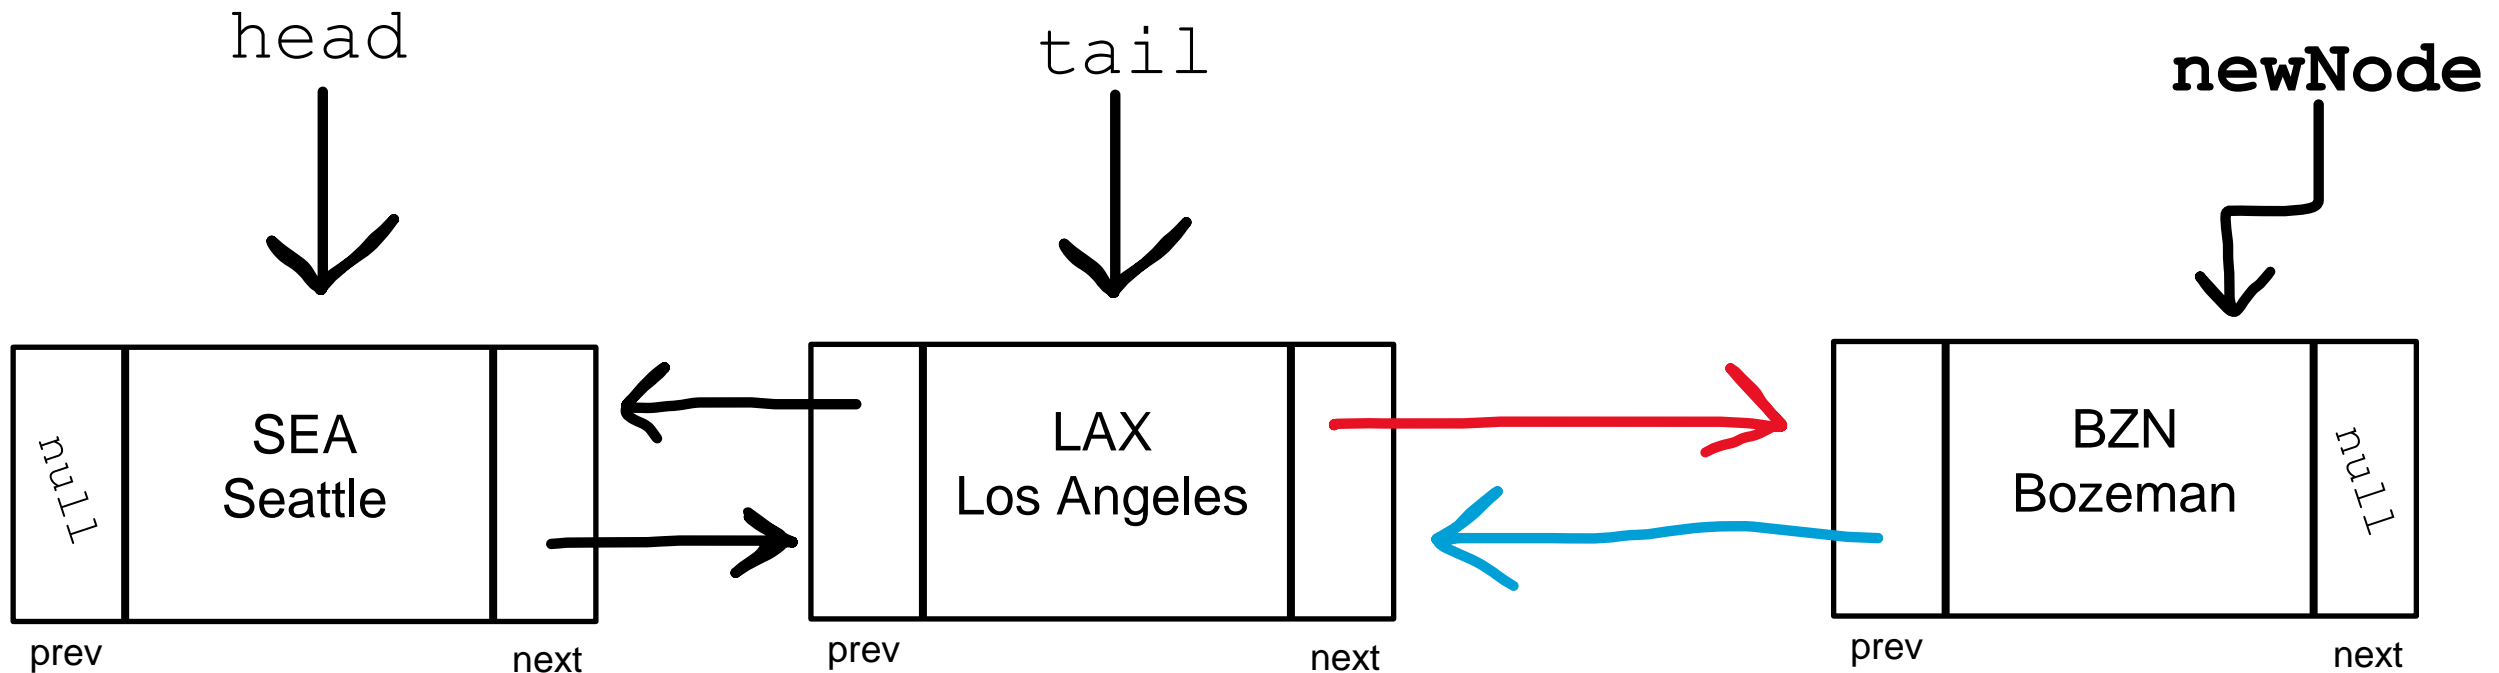 head
tail
newNode
null
SEA
Seattle
LAX
Los Angeles
BZN
Bozeman
null
prev
next
prev
next
prev
next